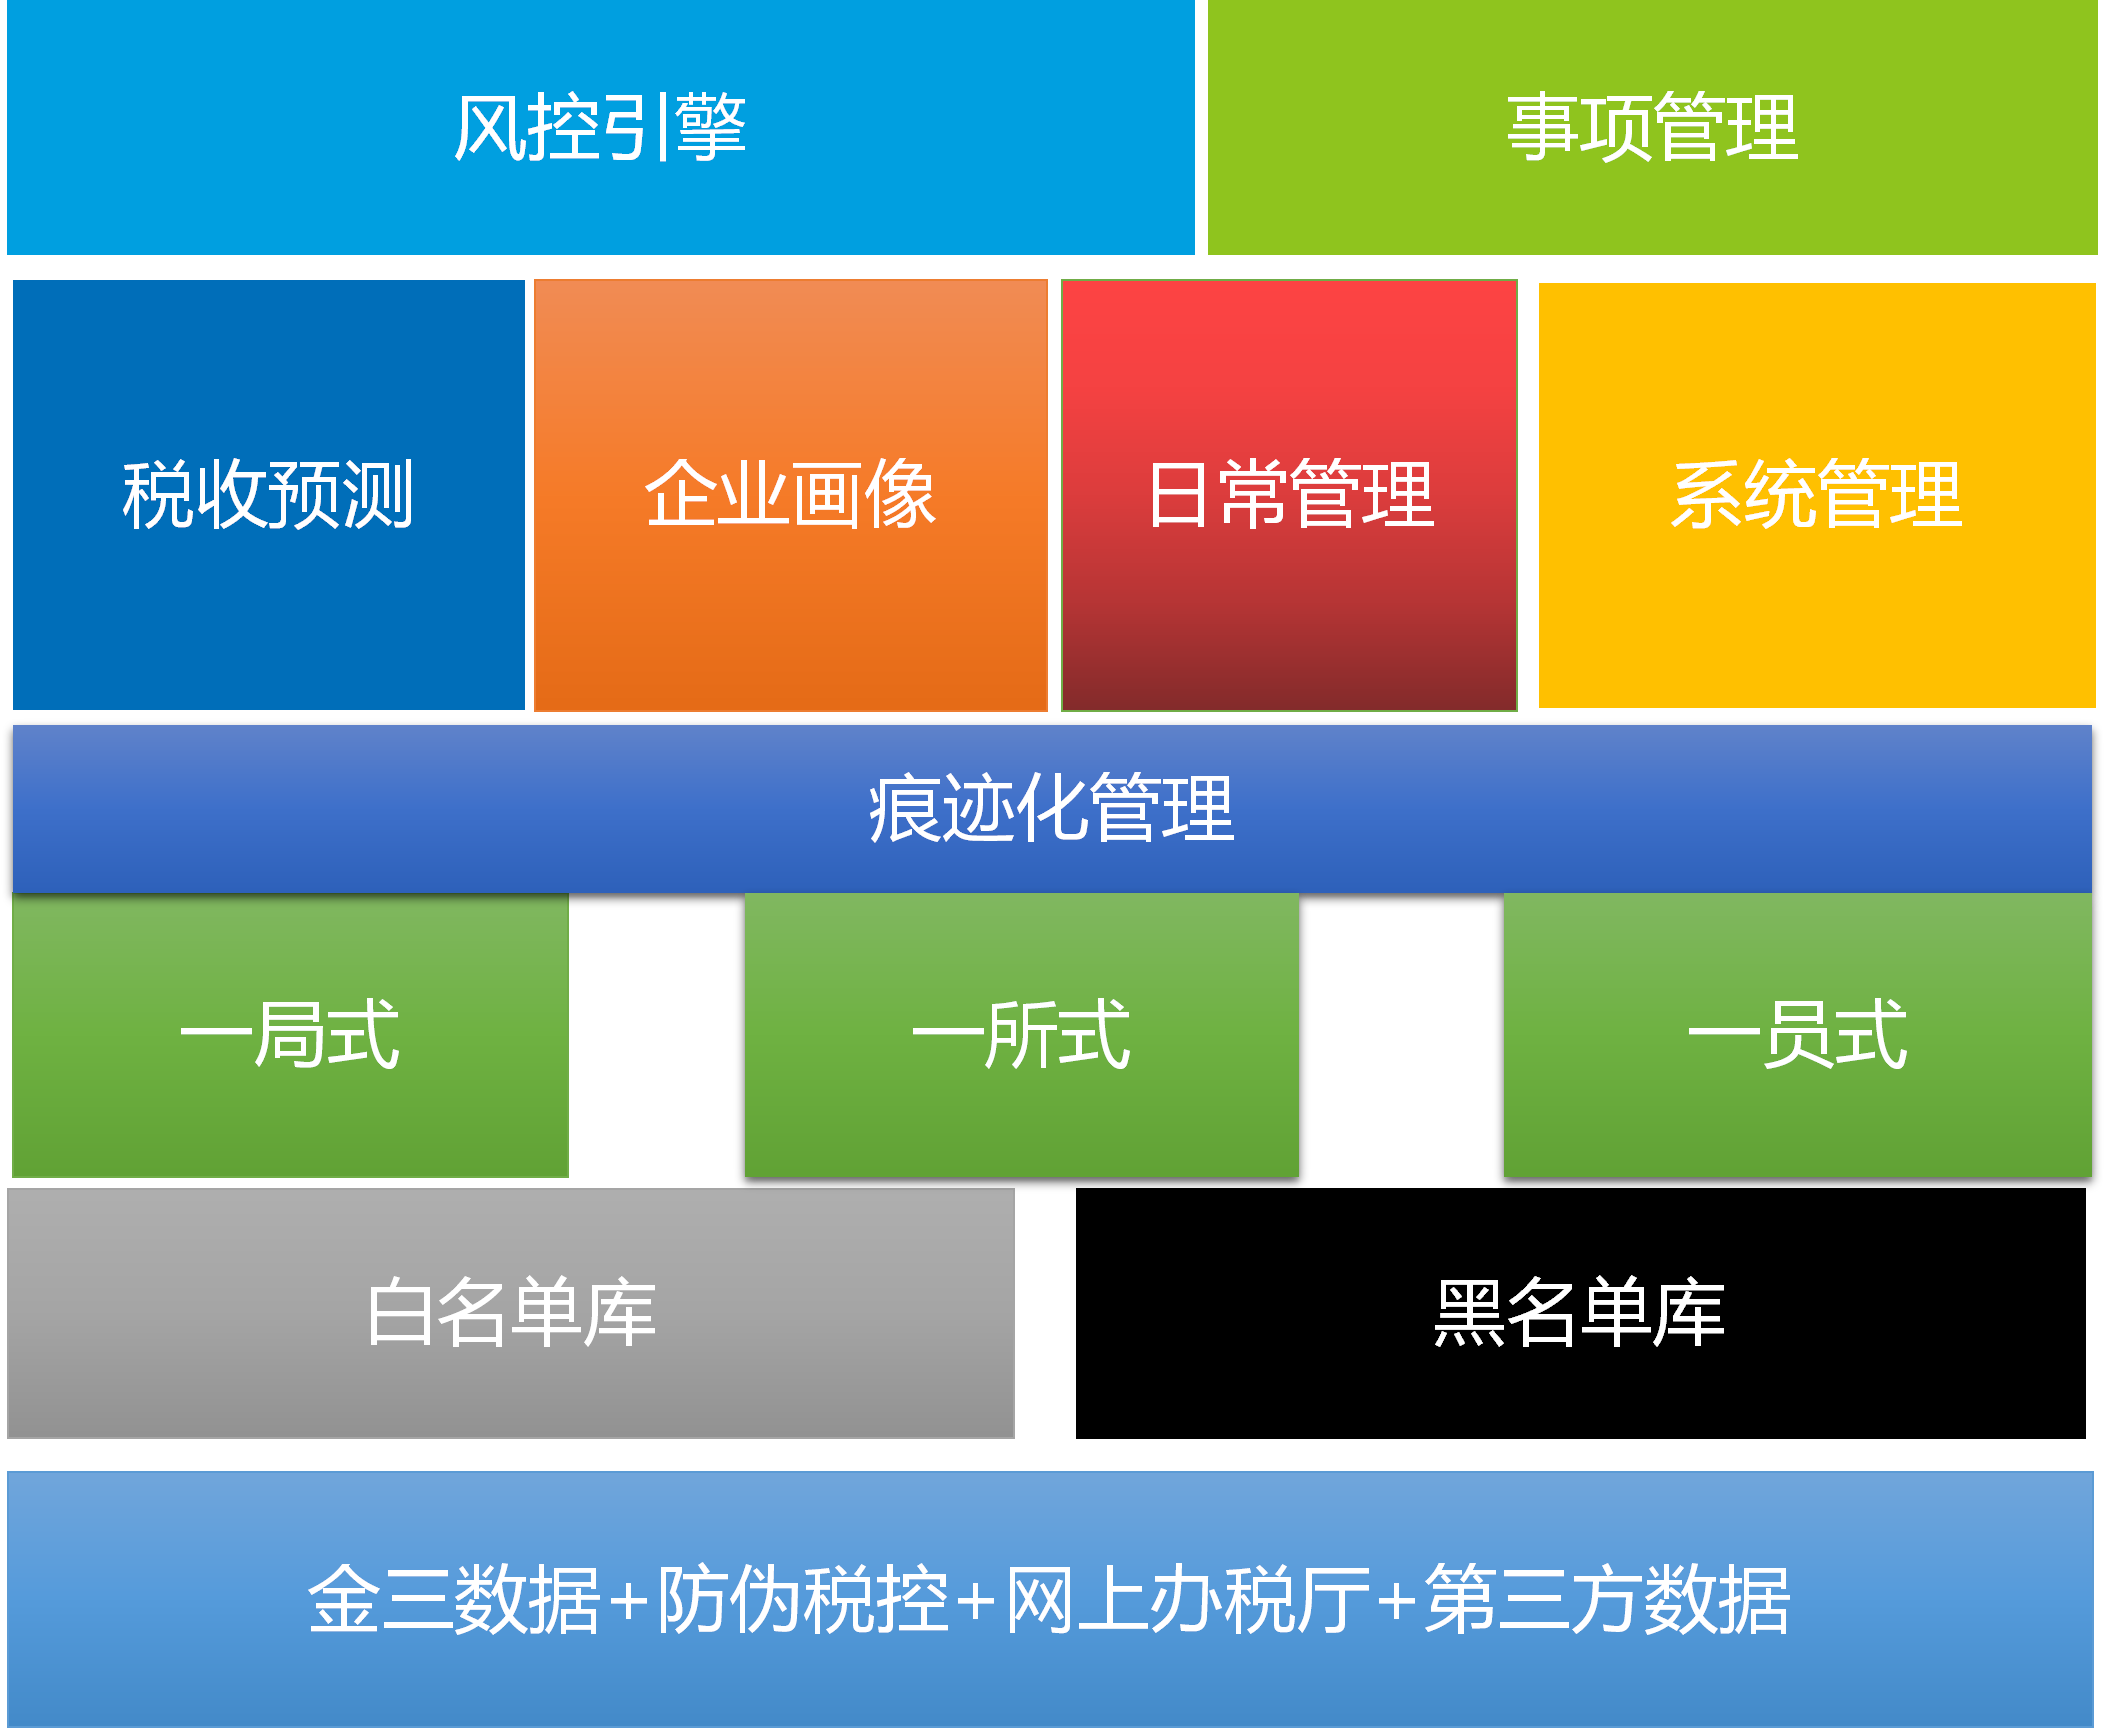 风控引擎
事项管理
税收预测
企业画像
日常管理
系统管理
痕迹化管理
一局式
一所式
一员式
白名单库
黑名单库
金三数据+防伪税控+网上办税厅+第三方数据